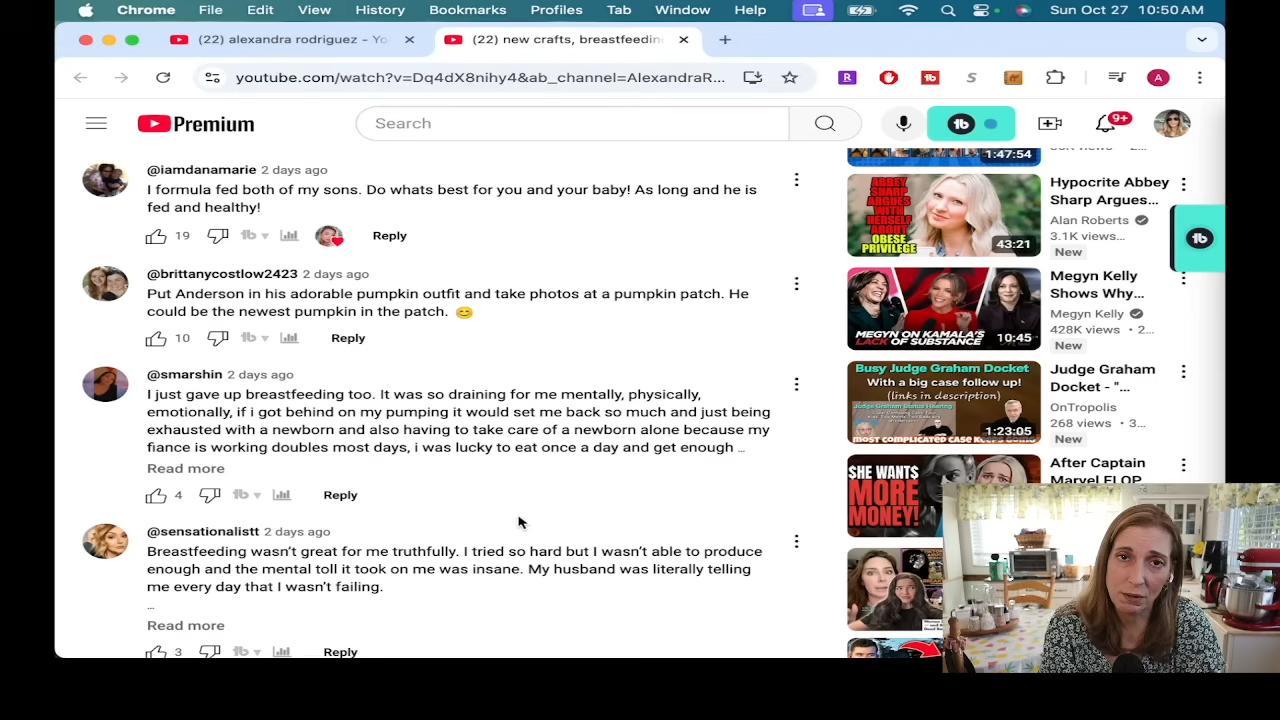 Chrome File Edit View History Bookmarks Profiles Tab Window Help Sun Oct 27 10:50 AM
(22) alexandra rodriguez - Yo
(22) new crafts, breastfeedin
youtube.com/watch?v=Dq4dX8nihy4&ab_channel=AlexandraR...
Premium
Search
9+
@iamdanamarie 2 days ago
I formula fed both of my sons. Do whats best for you and your baby! As long and he is
fed and healthy!
19 Reply
@brittanycostlow2423 2 days ago
Put Anderson in his adorable pumpkin outfit and take photos at a pumpkin patch. He
could be the newest pumpkin in the patch. 😊
10 Reply
@smarshin 2 days ago
I just gave up breastfeeding too. It was so draining for me mentally, physically,
emotionally, if i got behind on my pumping it would set me back so much and just being
exhausted with a newborn and also having to take care of a newborn alone because my
fiance is working doubles most days, i was lucky to eat once a day and get enough ...
Read more
4 Reply
@sensationalistt 2 days ago
Breastfeeding wasn't great for me truthfully. I tried so hard but I wasn't able to produce
enough and the mental toll it took on me was insane. My husband was literally telling
me every day that I wasn't failing.
...
Read more
3 Reply
1:47:54
ABBEY
SHARP
ARGUES
WITH
HERSELF
ABOUT
OBESE
PRIVILEGE
43:21
Hypocrite Abbey
Sharp Argues...
Alan Roberts
3.1K views...
New
MEGYN ON KAMALA'S
LACK OF SUBSTANCE
10:45
Megyn Kelly
Shows Why...
Megyn Kelly
428K views • 2...
New
Busy Judge Graham Docket
With a big case follow up!
(links in description)
Judge Graham Status Hearing
1:23:05
Judge Graham
Docket - "...
OnTropolis
268 views • 3...
New
$HE WANT$
MORE
MONEY!
After Captain
Marvel FLOP